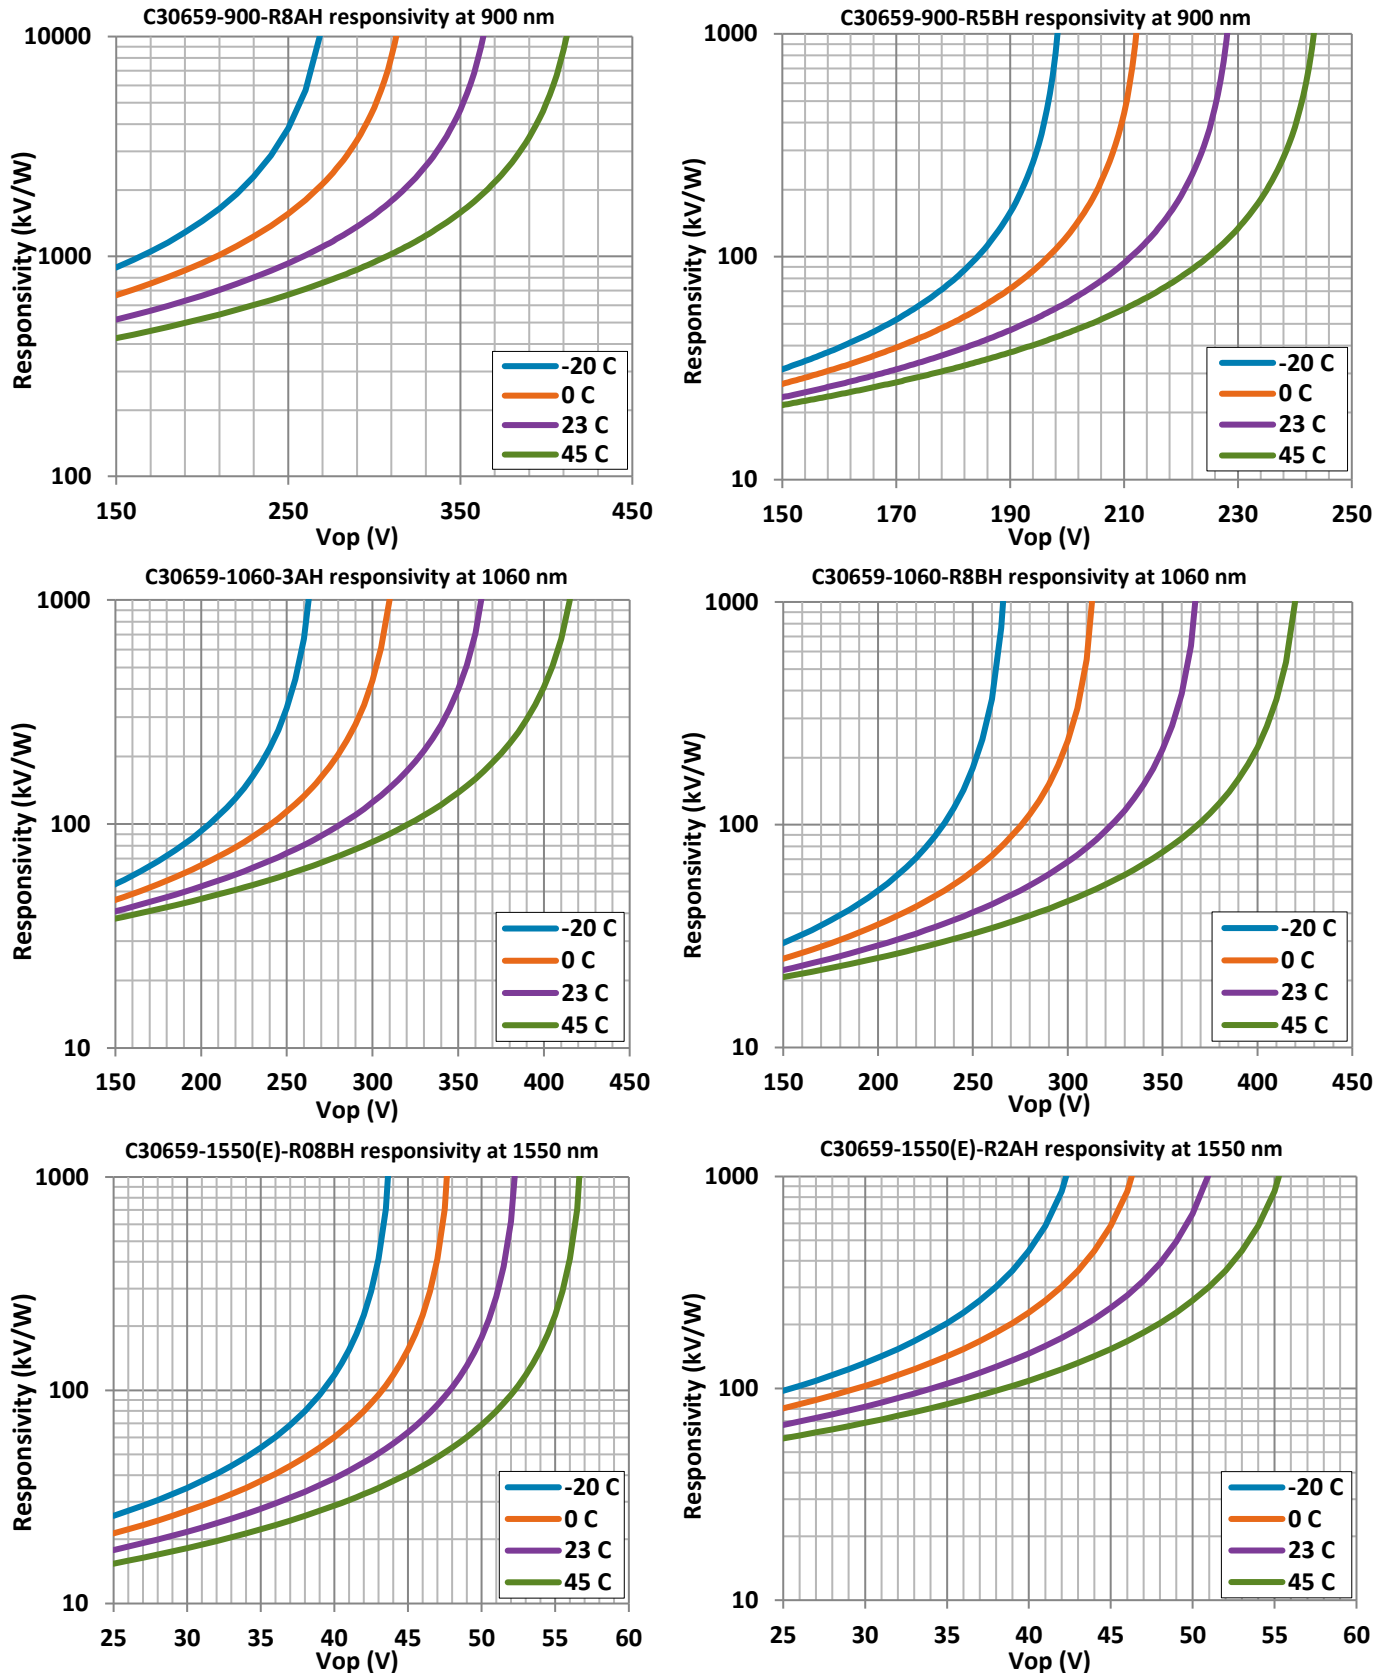 C30659-900-R8AH responsivity at 900 nm
10000
1000
100
Responsivity (kV/W)
-20 C
0 C
23 C
45 C
150 250 350 450
Vop (V)
C30659-900-R5BH responsivity at 900 nm
1000
100
10
Responsivity (kV/W)
-20 C
0 C
23 C
45 C
150 170 190 210 230 250
Vop (V)
C30659-1060-3AH responsivity at 1060 nm
1000
100
10
Responsivity (kV/W)
-20 C
0 C
23 C
45 C
150 200 250 300 350 400 450
Vop (V)
C30659-1060-R8BH responsivity at 1060 nm
1000
100
10
Responsivity (kV/W)
-20 C
0 C
23 C
45 C
150 200 250 300 350 400 450
Vop (V)
C30659-1550(E)-R08BH responsivity at 1550 nm
1000
100
10
Responsivity (kV/W)
-20 C
0 C
23 C
45 C
25 30 35 40 45 50 55 60
Vop (V)
C30659-1550(E)-R2AH responsivity at 1550 nm
1000
100
10
Responsivity (kV/W)
-20 C
0 C
23 C
45 C
25 30 35 40 45 50 55 60
Vop (V)